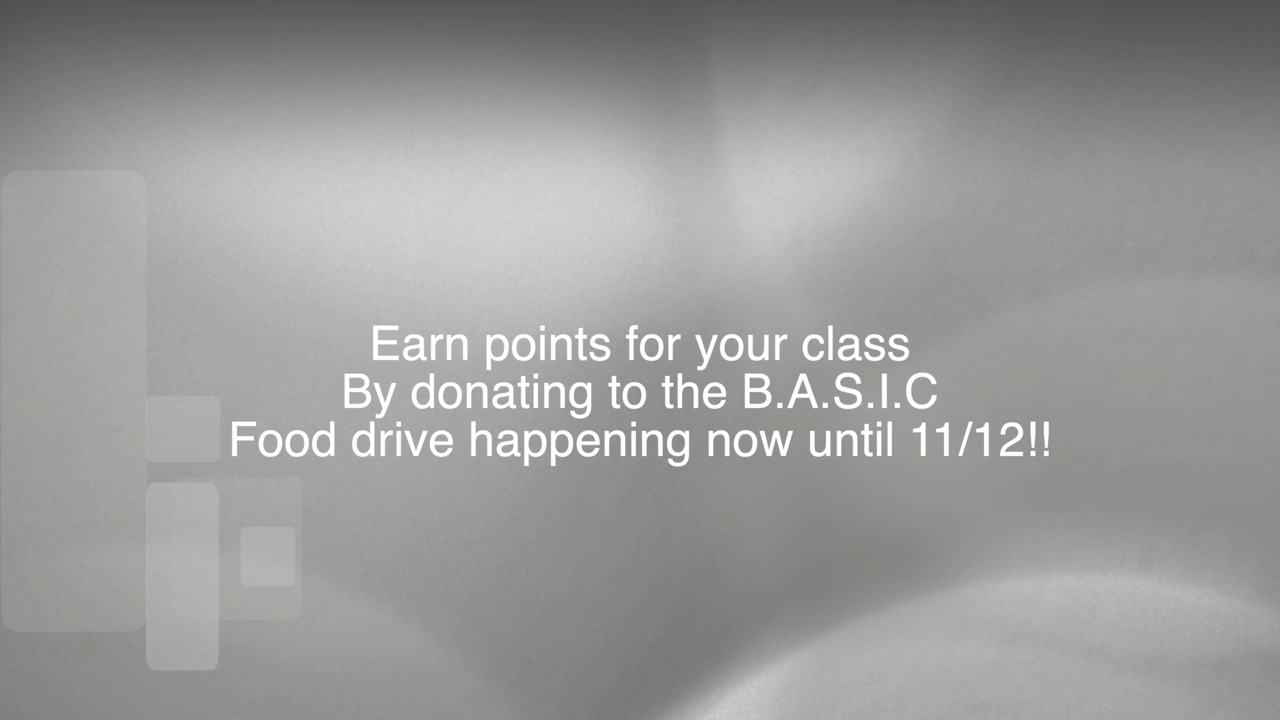 Earn points for your class
By donating to the B.A.S.I.C
Food drive happening now until 11/12!!